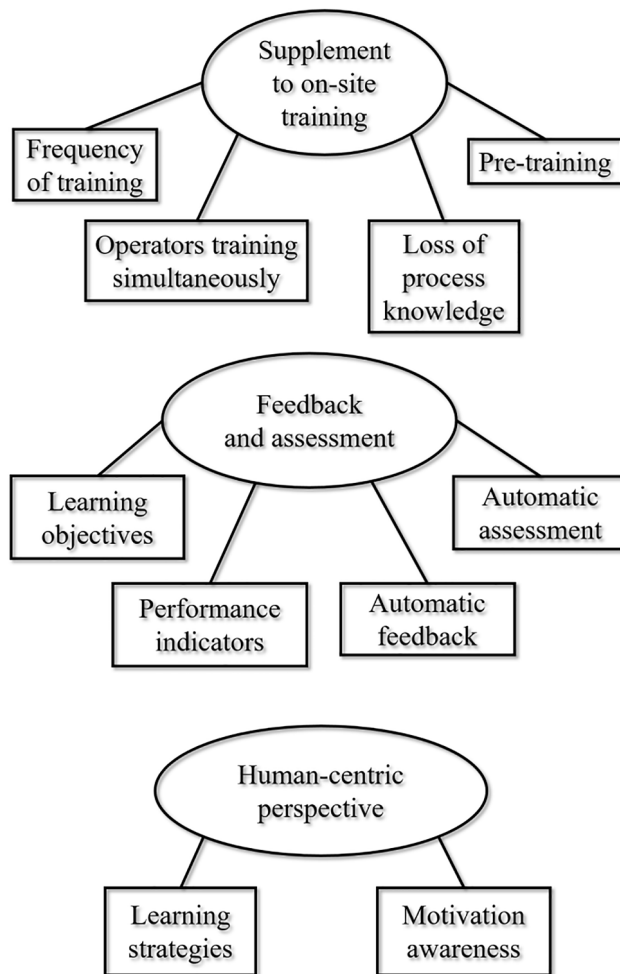 Supplement
to on-site
training
Frequency
of training
Pre-training
Operators training
simultaneously
Loss of
process
knowledge
Feedback
and assessment
Learning
objectives
Automatic
assessment
Performance
indicators
Automatic
feedback
Human-centric
perspective
Learning
strategies
Motivation
awareness